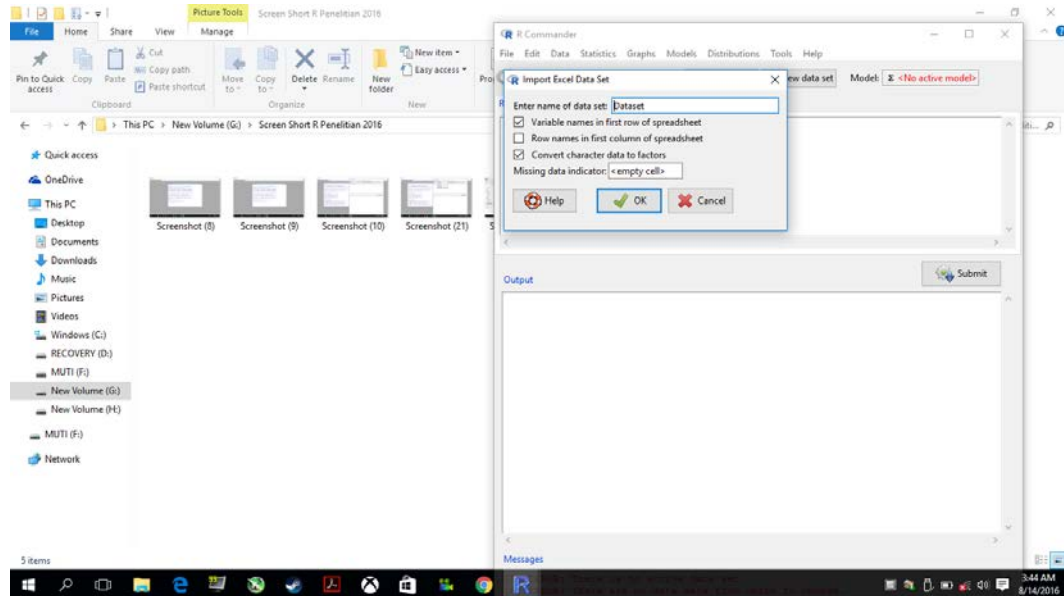 Picture Tools
Screen Short R Penelitian 2016
File Home Share View Manage
Pin to Quick access
Copy
Paste
Cut
Copy path
Paste shortcut
Clipboard
Move to
Copy to
Delete
Rename
Organize
New folder
New item
Easy access
New
This PC > New Volume (G:) > Screen Short R Penelitian 2016
Quick access
OneDrive
This PC
Desktop
Documents
Downloads
Music
Pictures
Videos
Windows (C:)
RECOVERY (D:)
MUTI (F:)
New Volume (G:)
New Volume (H:)
MUTI (F:)
Network
Screenshot (8)
Screenshot (9)
Screenshot (10)
Screenshot (21)
5 items
R Commander
File Edit Data Statistics Graphs Models Distributions Tools Help
data set
Model: Σ <No active model>
Import Excel Data Set
Enter name of data set: Dataset
Variable names in first row of spreadsheet
Row names in first column of spreadsheet
Convert character data to factors
Missing data indicator: <empty cell>
Help
OK
Cancel
Submit
Output
Messages
3:44 AM
8/14/2016